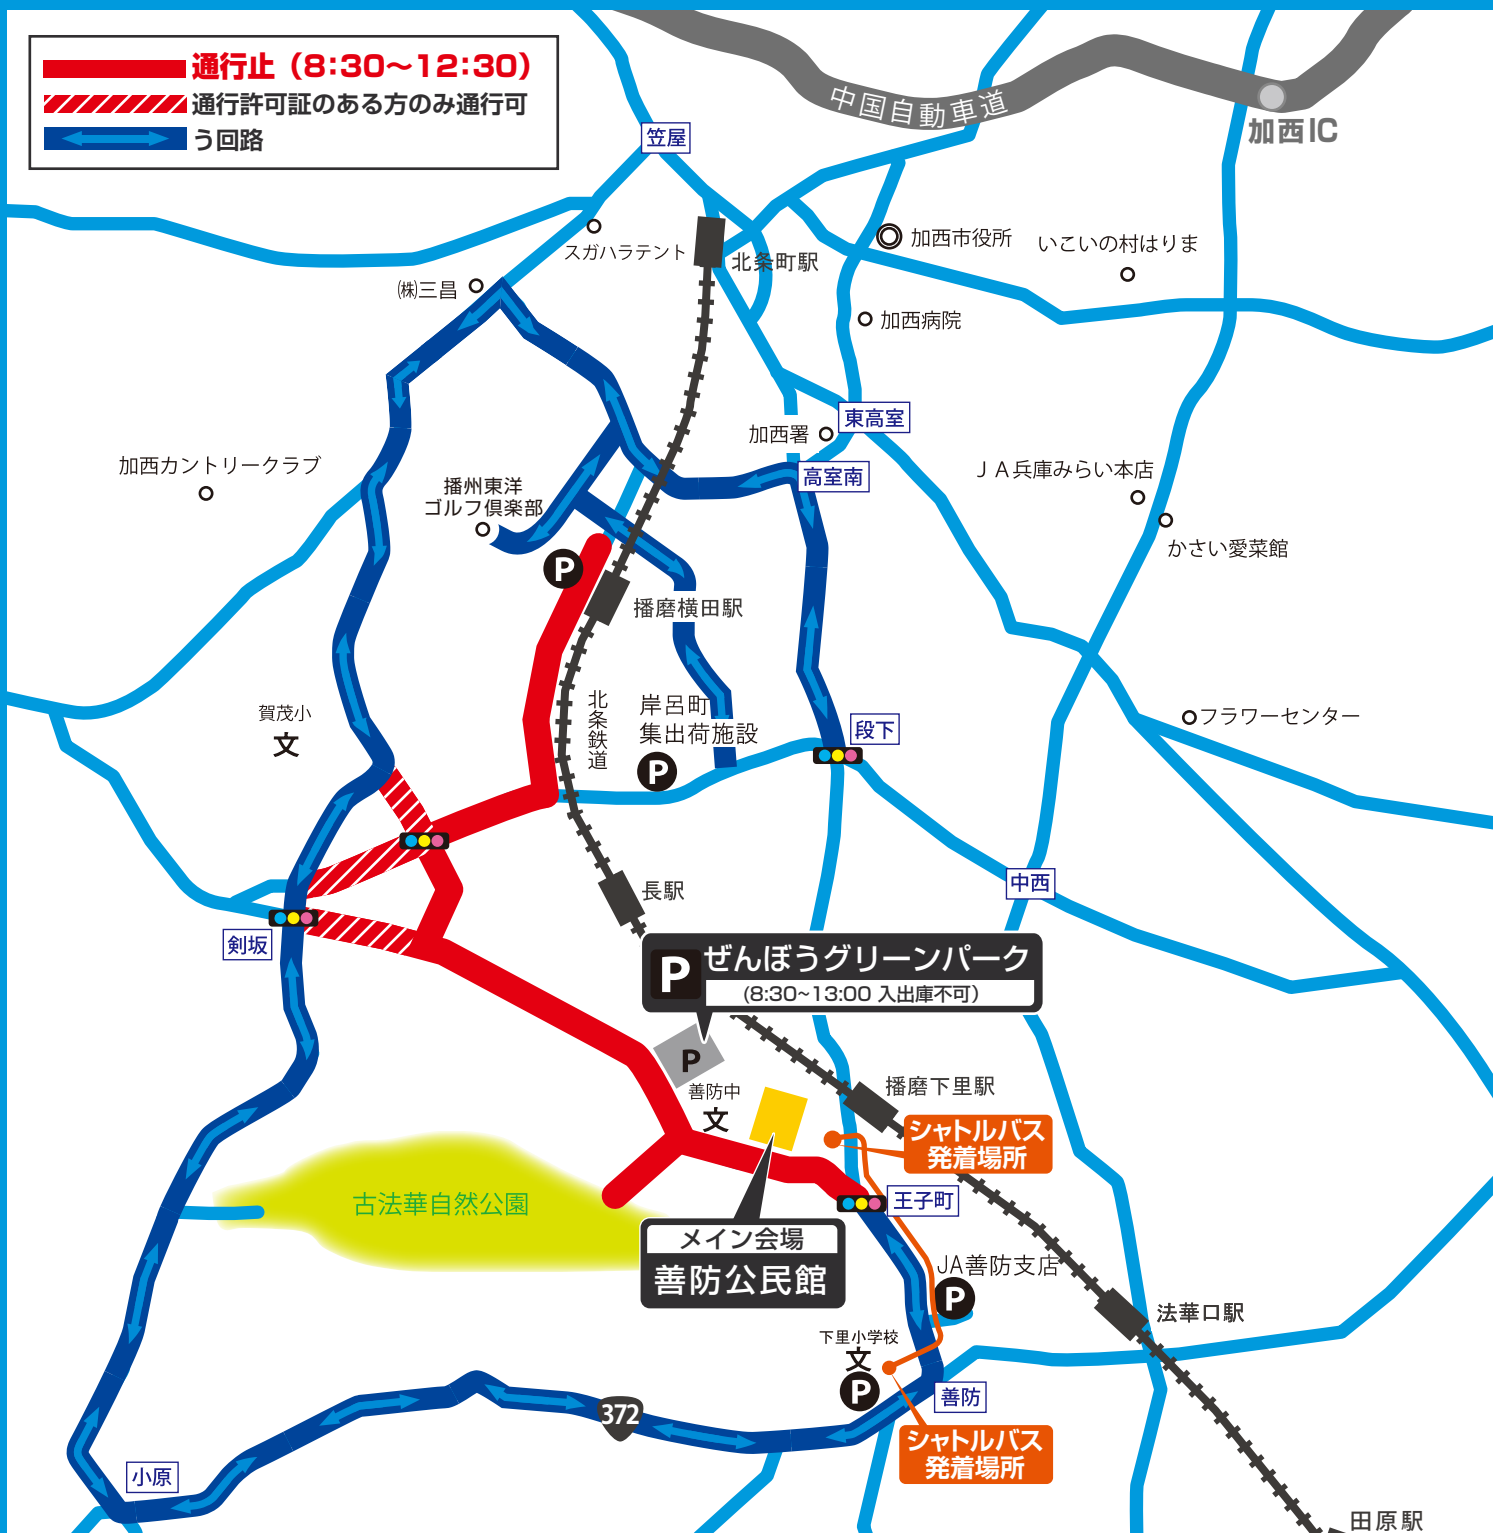 通行止（8:30〜12:30）
通行許可証のある方のみ通行可
う回路
中国自動車道
加西IC
笠屋
スガハラテント
北条町駅
加西市役所
いこいの村はりま
㈱三昌
加西病院
東高室
加西署
高室南
加西カントリークラブ
播州東洋
ゴルフ倶楽部
ＪＡ兵庫みらい本店
かさい愛菜館
P
播磨横田駅
北条鉄道
岸呂町
集出荷施設
P
賀茂小
文
段下
フラワーセンター
中西
長駅
剣坂
P
ぜんぼうグリーンパーク
(8:30~13:00 入出庫不可)
P
善防中
文
播磨下里駅
シャトルバス
発着場所
古法華自然公園
王子町
メイン会場
善防公民館
JA善防支店
P
法華口駅
下里小学校
文
P
善防
372
シャトルバス
発着場所
小原
田原駅